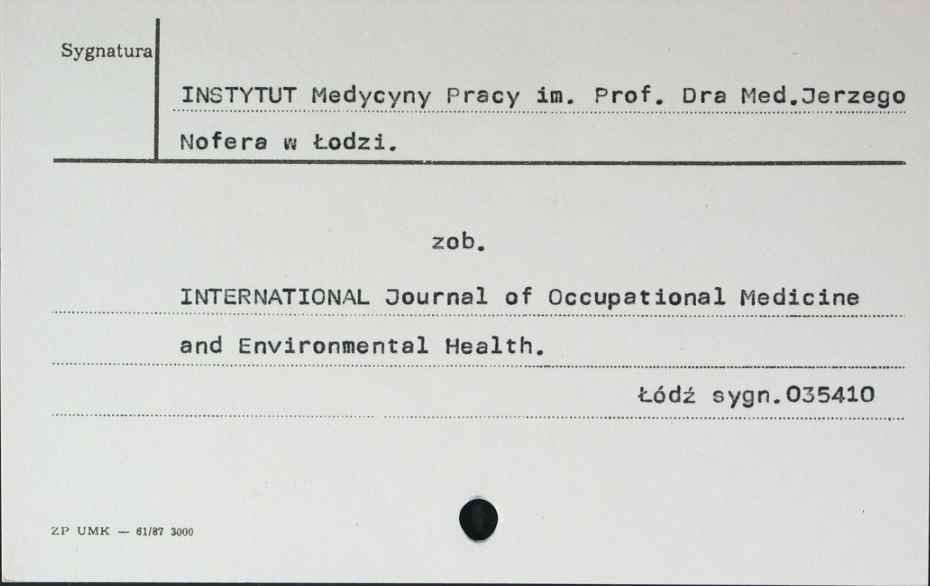 Sygnatura
INSTYTUT Medycyny Pracy im. Prof. Dra Med.Jerzego
Nofera w Łodzi.
zob.
INTERNATIONAL Journal of Occupational Medicine
and Environmental Health.
Łódź sygn.035410
ZP UMK — 61/87 3000